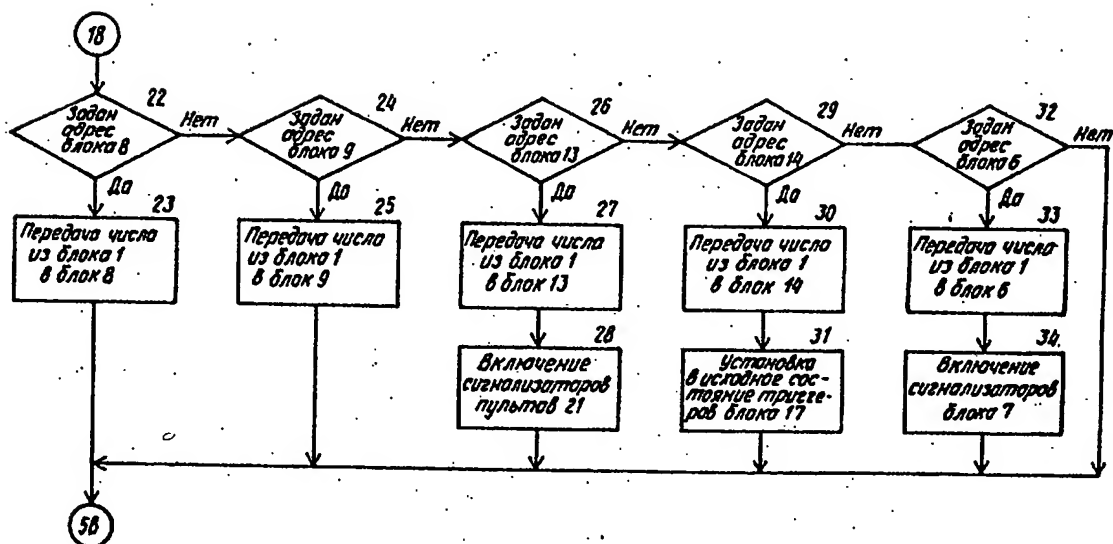 18
22
Задан
адрес
блока 8
Нет
Да
23
Передача числа
из блока 1
в блок 8
24
Задан
адрес
блока 9
Нет
Да
25
Передача числа
из блока 1
в блок 9
26
Задан
адрес
блока 13
Нет
Да
27
Передача числа
из блока 1
в блок 13
28
Включение
сигнализаторов
пультов 21
29
Задан
адрес
блока 14
Нет
Да
30
Передача числа
из блока 1
в блок 14
31
Установка
в исходное сос-
тояние тригге-
ров блока 17
32
Задан
адрес
блока 6
Нет
Да
33
Передача числа
из блока 1
в блок 6
34
Включение
сигнализаторов
блока 7
5в